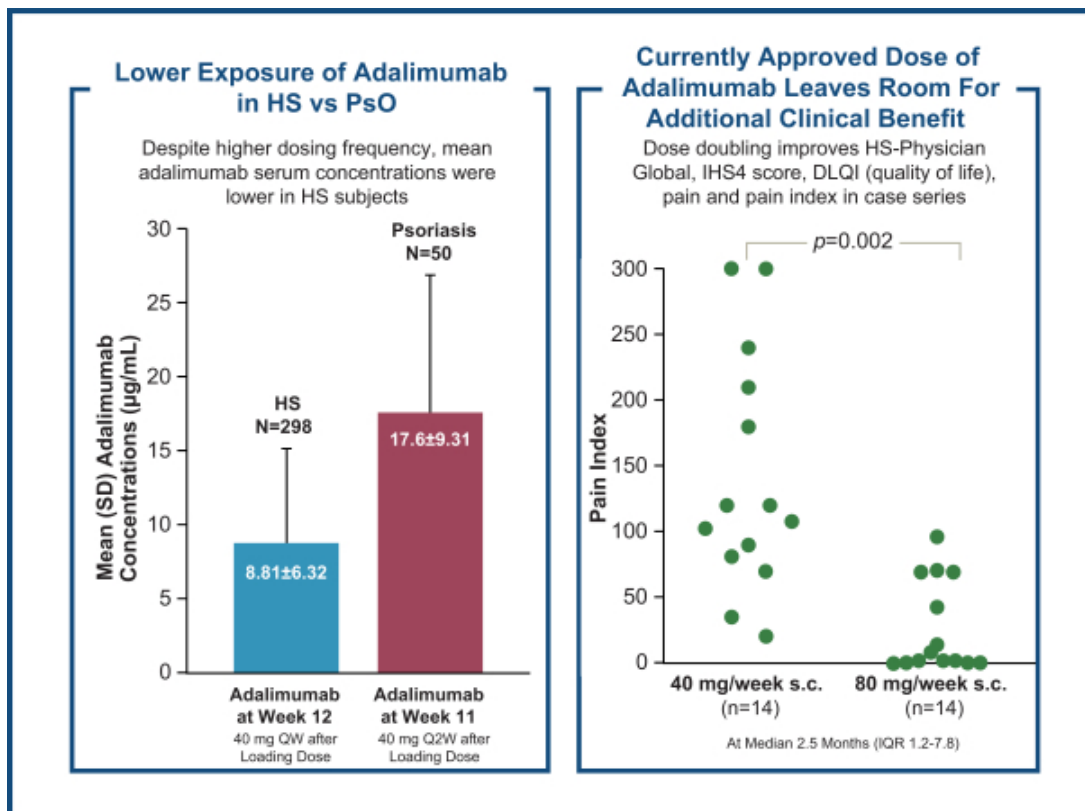 Lower Exposure of Adalimumab
in HS vs PsO
Despite higher dosing frequency, mean
adalimumab serum concentrations were
lower in HS subjects
Mean (SD) Adalimumab
Concentrations (µg/mL)
30
25
20
15
10
5
0
HS
N=298
8.81±6.32
Psoriasis
N=50
17.6±9.31
Adalimumab
at Week 12
40 mg QW after
Loading Dose
Adalimumab
at Week 11
40 mg Q2W after
Loading Dose
Currently Approved Dose of
Adalimumab Leaves Room For
Additional Clinical Benefit
Dose doubling improves HS-Physician
Global, IHS4 score, DLQI (quality of life),
pain and pain index in case series
p=0.002
Pain Index
300
250
200
150
100
50
0
40 mg/week s.c.
(n=14)
80 mg/week s.c.
(n=14)
At Median 2.5 Months (IQR 1.2-7.8)